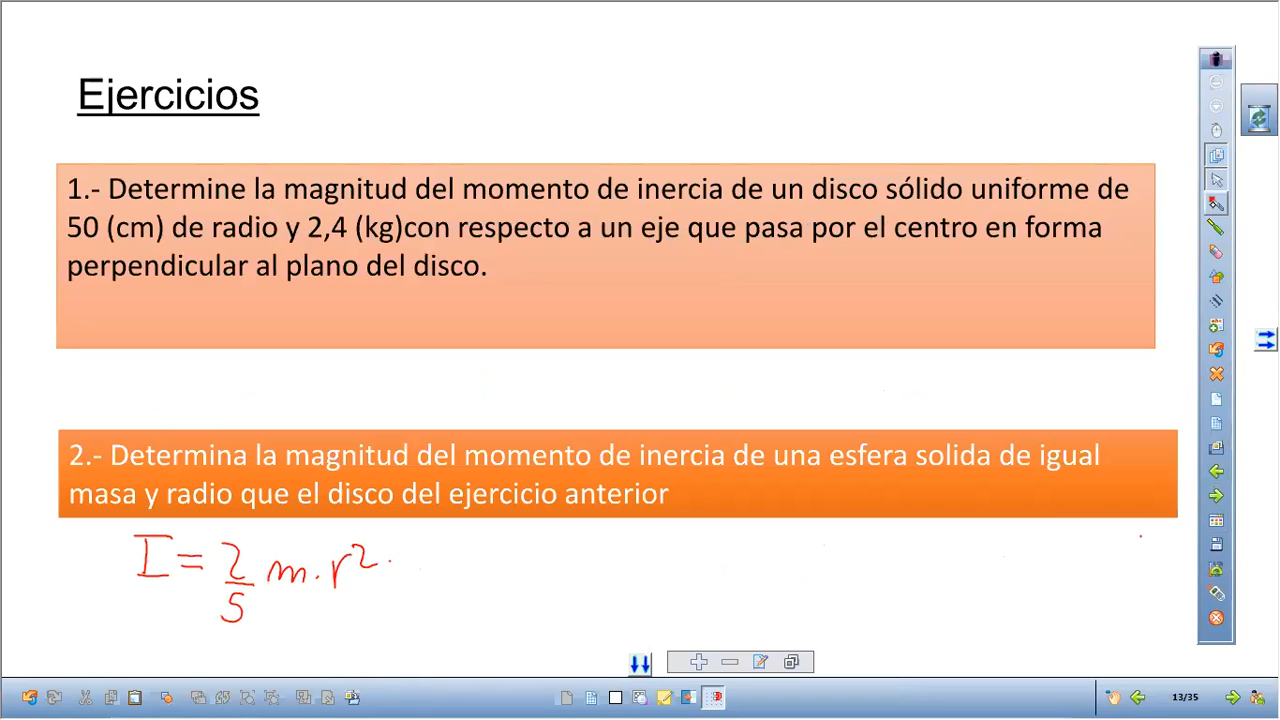 Ejercicios
1.- Determine la magnitud del momento de inercia de un disco sólido uniforme de
50 (cm) de radio y 2,4 (kg)con respecto a un eje que pasa por el centro en forma
perpendicular al plano del disco.
2.- Determina la magnitud del momento de inercia de una esfera solida de igual
masa y radio que el disco del ejercicio anterior
I = 2/5 m.r²
13/35